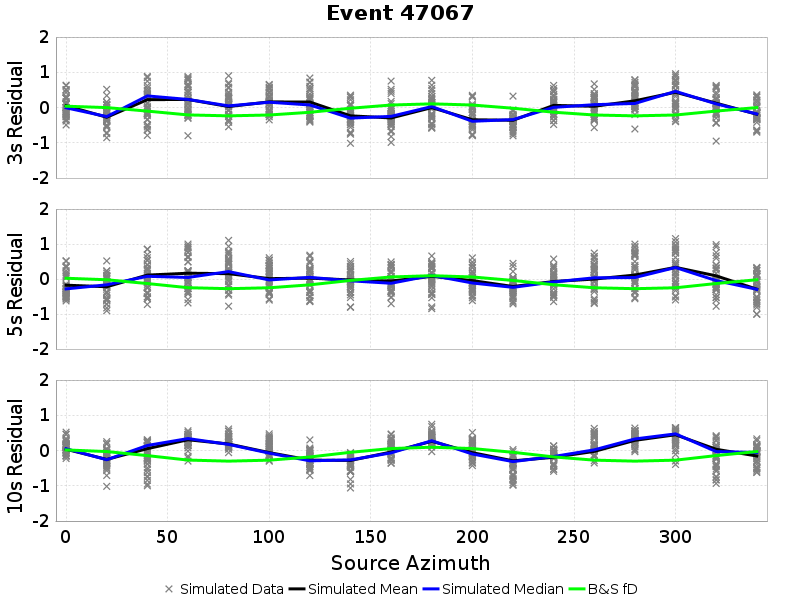 Event 47067
3s Residual
2
1
0
-1
-2
5s Residual
2
1
0
-1
-2
10s Residual
2
1
0
-1
-2
0 50 100 150 200 250 300
Source Azimuth
Simulated Data Simulated Mean Simulated Median B&S fD